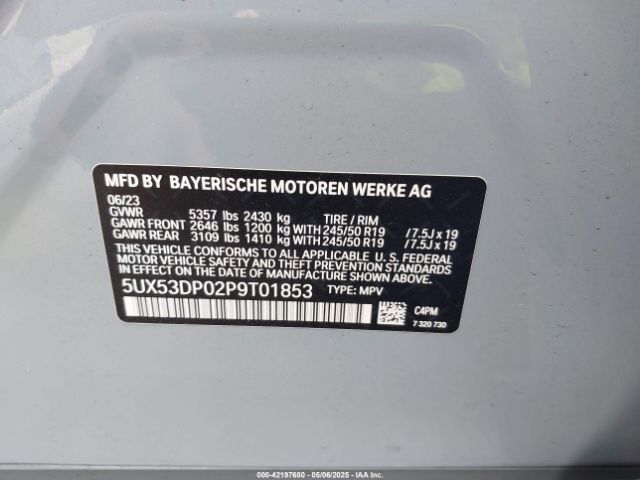 MFD BY BAYERISCHE MOTOREN WERKE AG
06/23
GVWR 5357 lbs 2430 kg TIRE / RIM
GAWR FRONT 2646 lbs 1200 kg WITH 245/50 R19 /7.5J x 19
GAWR REAR 3109 lbs 1410 kg WITH 245/50 R19 /7.5J x 19
THIS VEHICLE CONFORMS TO ALL APPLICABLE U. S. FEDERAL
MOTOR VEHICLE SAFETY AND THEFT PREVENTION STANDARDS IN
EFFECT ON THE DATE OF MANUFACTURE SHOWN ABOVE.
5UX53DP02P9T01853 TYPE: MPV
C4PM
7 320 730
000-42197680 - 05/06/2025 - IAA Inc. All Rights Reserved